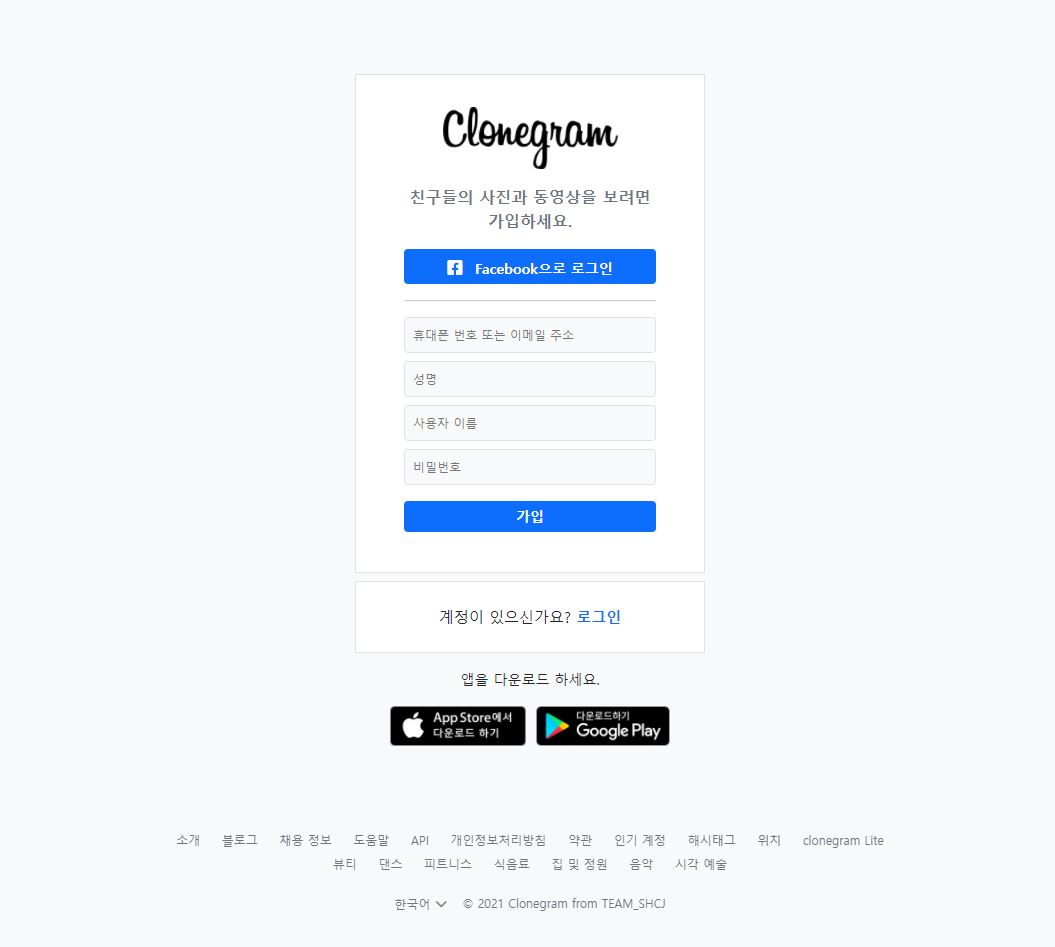 Clonegram
친구들의 사진과 동영상을 보려면
가입하세요.
Facebook으로 로그인
휴대폰 번호 또는 이메일 주소
성명
사용자 이름
비밀번호
가입
계정이 있으신가요? 로그인
앱을 다운로드 하세요.
App Store에서
다운로드 하기
다운로드하기
Google Play
소개 블로그 채용 정보 도움말 API 개인정보처리방침 약관 인기 계정 해시태그 위치 clonegram Lite
뷰티 댄스 피트니스 식음료 집 및 정원 음악 시각 예술
한국어 © 2021 Clonegram from TEAM_SHCJ